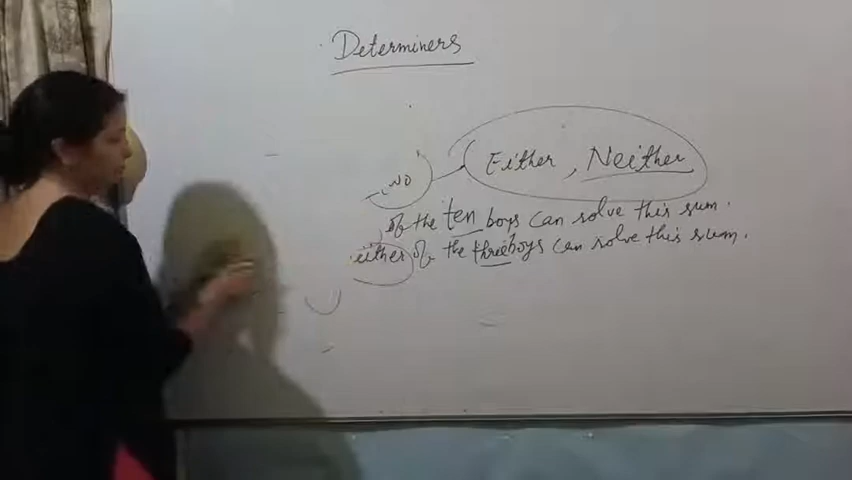 Determiners
Either, Neither
NO
of the ten boys can solve this sum.
either of the three boys can solve this sum.